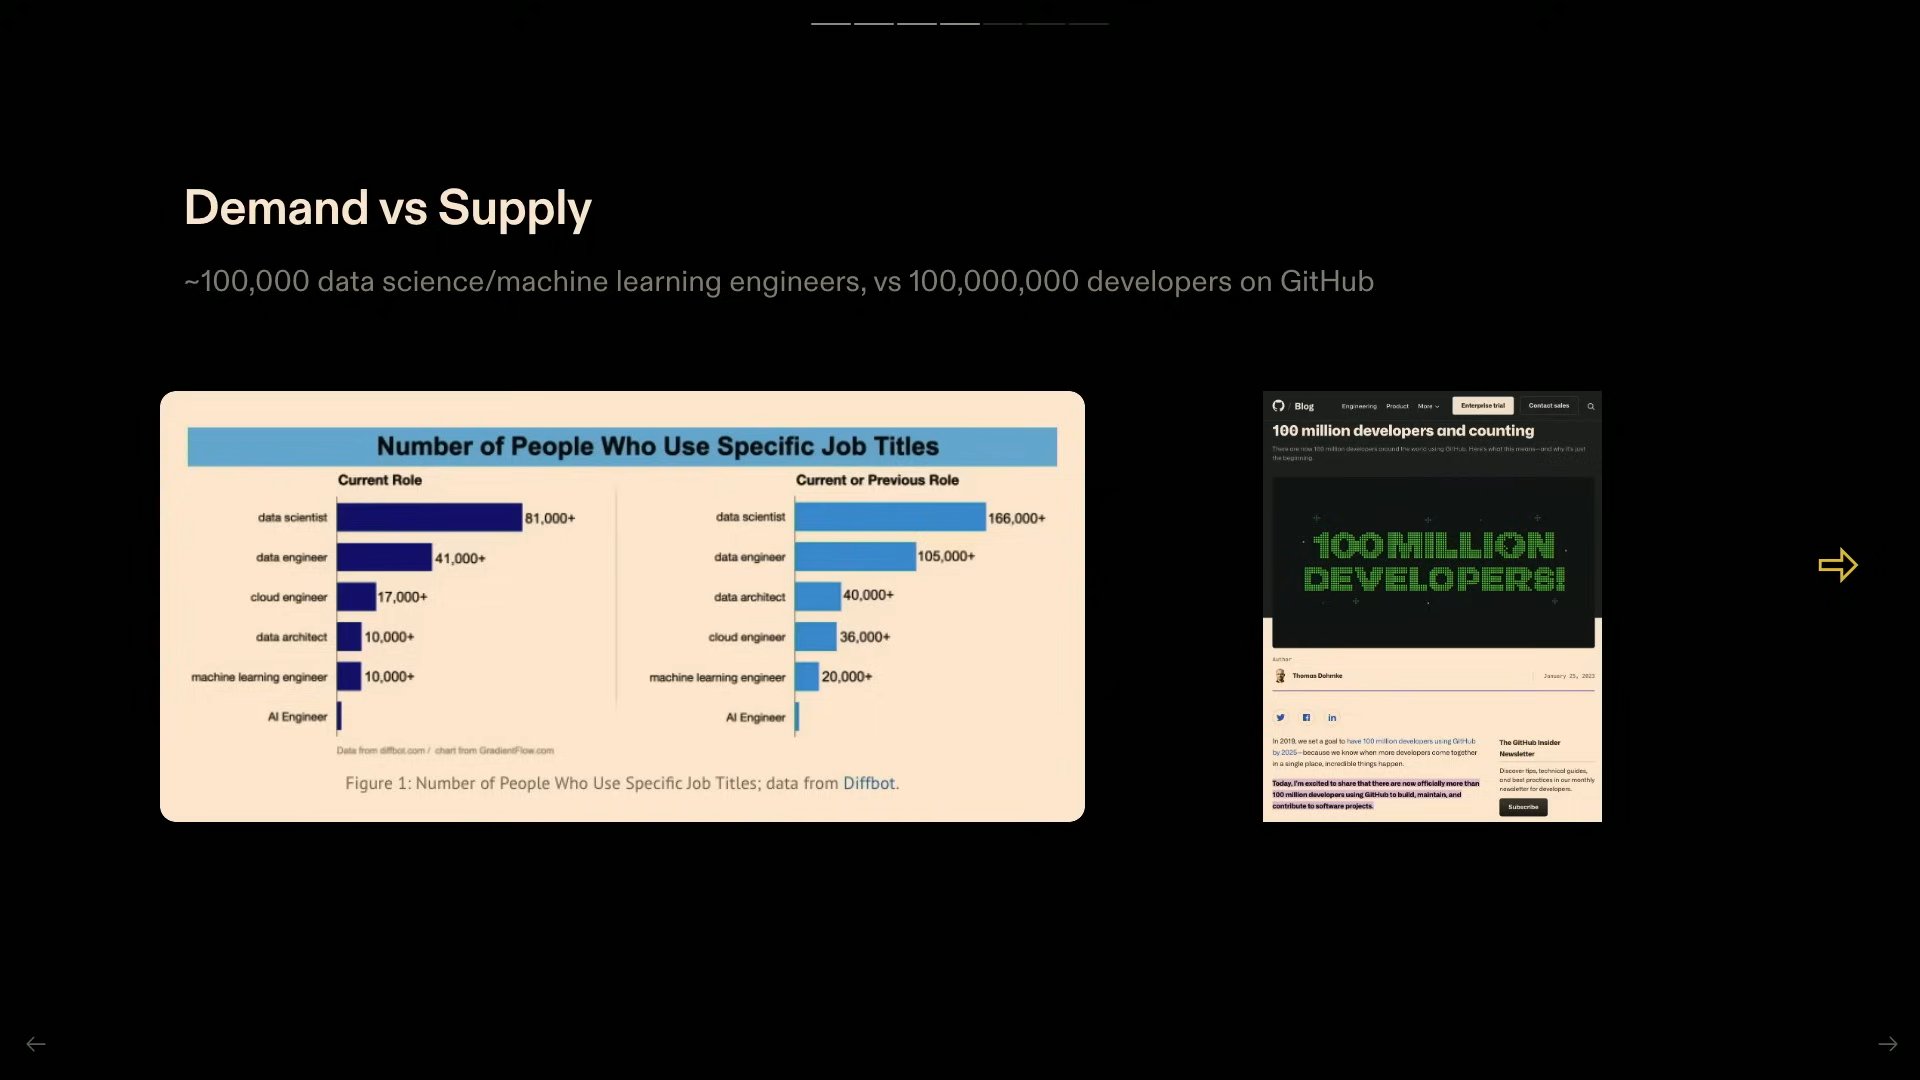 Demand vs Supply
~100,000 data science/machine learning engineers, vs 100,000,000 developers on GitHub
Number of People Who Use Specific Job Titles
Current Role
data scientist 81,000+
data engineer 41,000+
cloud engineer 17,000+
data architect 10,000+
machine learning engineer 10,000+
AI Engineer
Current or Previous Role
data scientist 166,000+
data engineer 105,000+
data architect 40,000+
cloud engineer 36,000+
machine learning engineer 20,000+
AI Engineer
Data from diffbot.com / chart from GradientFlow.com
Figure 1: Number of People Who Use Specific Job Titles; data from Diffbot.
/ Blog Engineering Product More Enterprise trial Contact sales
100 million developers and counting
There are now 100 million developers around the world using GitHub. Here's what this means—and why it's just
the beginning.
100 MILLION
DEVELOPERS!
Author
Thomas Dohmke January 25, 2023
In 2019, we set a goal to have 100 million developers using GitHub
by 2025—because we know when more developers come together
in a single place, incredible things happen.
Today, I'm excited to share that there are now officially more than
100 million developers using GitHub to build, maintain, and
contribute to software projects.
The GitHub Insider
Newsletter
Discover tips, technical guides,
and best practices in our monthly
newsletter for developers.
Subscribe